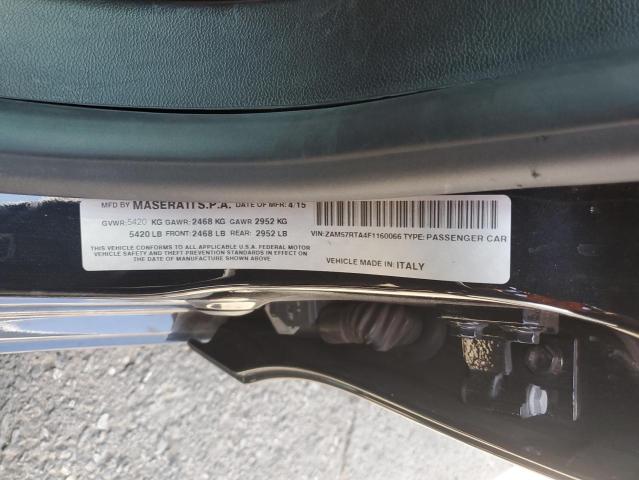 MFD BY MASERATI S.P.A. DATE OF MFR: 4/15
GVWR: 5420 KG GAWR: 2468 KG GAWR 2952 KG
5420 LB FRONT: 2468 LB REAR: 2952 LB
THIS VEHICLE CONFORMS TO ALL APPLICABLE U.S.A. FEDERAL MOTOR
VEHICLE SAFETY AND THEFT PREVENTION STANDARDS IN EFFECT ON
THE DATE OF MANUFACTURE SHOWN ABOVE.
VIN: ZAM57RTA4F1160066 TYPE: PASSENGER CAR
VEHICLE MADE IN: ITALY